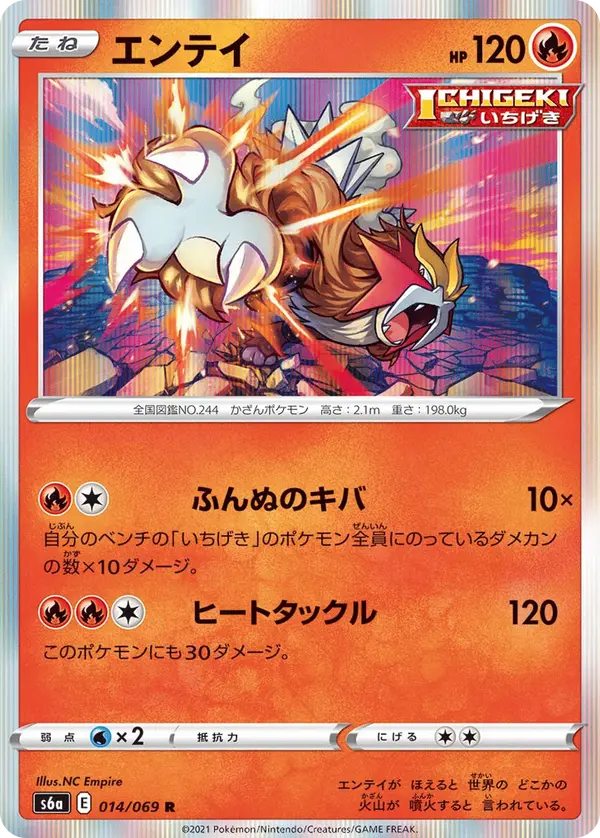 たね エンテイ HP 120
ICHIGEKI
いちげき
全国図鑑NO.244 かざんポケモン 高さ:2.1m 重さ:198.0kg
ふんぬのキバ 10×
自分のベンチの「いちげき」のポケモン全員にのっているダメカン
の数×10ダメージ。
ヒートタックル 120
このポケモンにも30ダメージ。
弱点 ×2 抵抗力 にげる
Illus.NC Empire
s6a E 014/069 R
エンテイが ほえると 世界の どこかの
火山が 噴火すると 言われている。
©2021 Pokémon/Nintendo/Creatures/GAME FREAK.